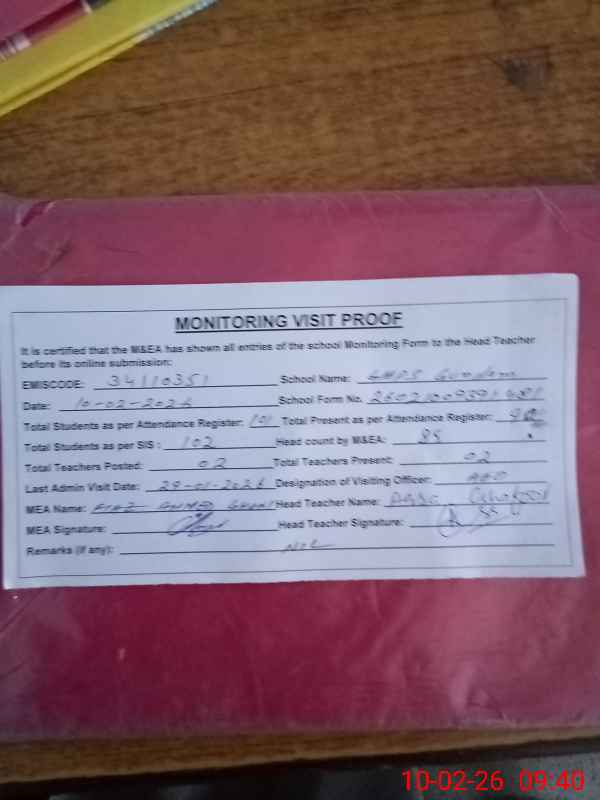 MONITORING VISIT PROOF
It is certified that the M&EA has shown all entries of the school Monitoring Form to the Head Teacher
before its online submission:
EMISCODE: 34110351 School Name: GMPS
Date: 10-02-2026 School Form No.
Total Students as per Attendance Register: 101 Total Present as per Attendance Register:
Total Students as per SIS : 102 Head count by M&EA: 88
Total Teachers Posted: 02 Total Teachers Present: 02
Last Admin Visit Date: 29-01-2026 Designation of Visiting Officer: AEO
MEA Name: AHMED Head Teacher Name:
MEA Signature: Head Teacher Signature:
Remarks (if any): NIL
10-02-26 09:40